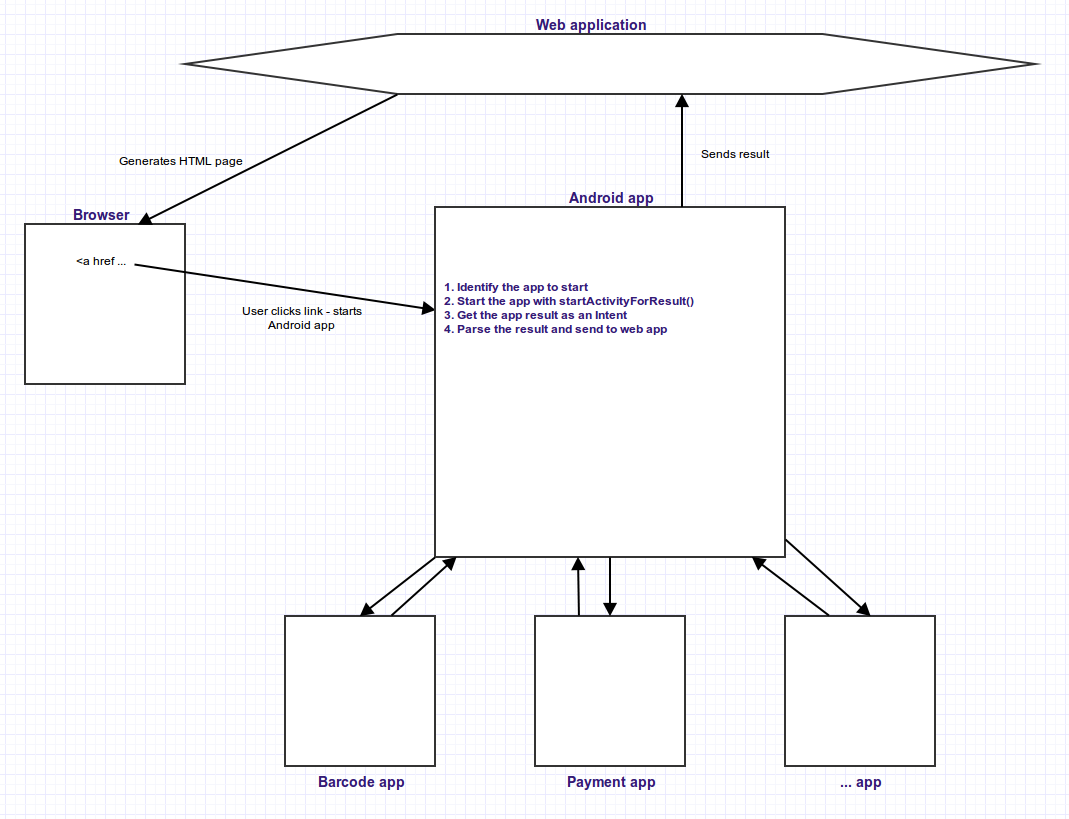 Web application
Generates HTML page
Sends result
Android app
Browser
<a href ...
User clicks link - starts
Android app
1. Identify the app to start
2. Start the app with startActivityForResult()
3. Get the app result as an Intent
4. Parse the result and send to web app
Barcode app
Payment app
... app